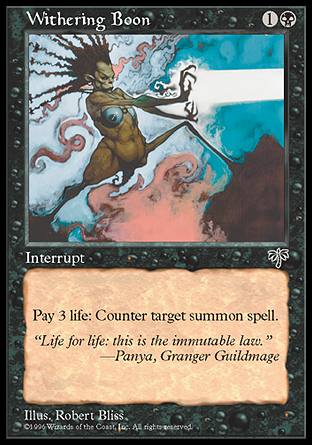 Withering Boon 1
Interrupt
Pay 3 life: Counter target summon spell.
“Life for life: this is the immutable law.”
—Panya, Granger Guildmage
Illus. Robert Bliss
©1996 Wizards of the Coast, Inc. All rights reserved.